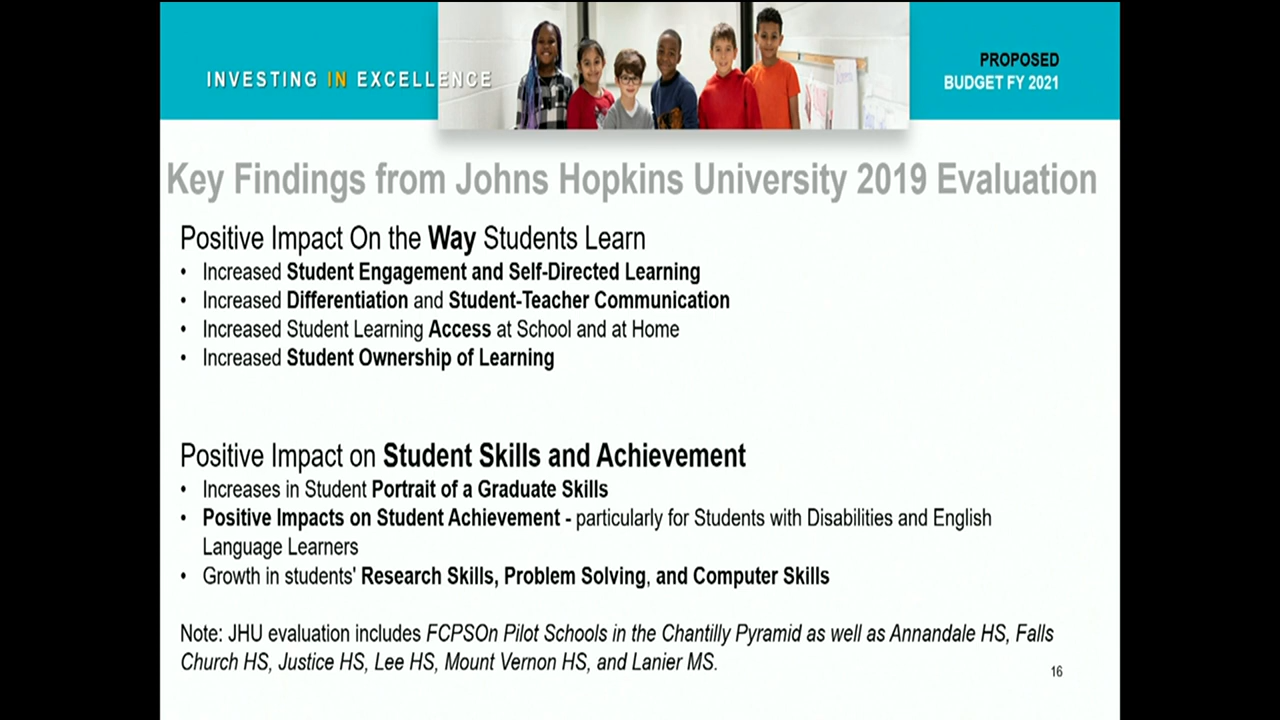 INVESTING IN EXCELLENCE
PROPOSED
BUDGET FY 2021
Key Findings from Johns Hopkins University 2019 Evaluation
Positive Impact On the Way Students Learn
• Increased Student Engagement and Self-Directed Learning
• Increased Differentiation and Student-Teacher Communication
• Increased Student Learning Access at School and at Home
• Increased Student Ownership of Learning
Positive Impact on Student Skills and Achievement
• Increases in Student Portrait of a Graduate Skills
• Positive Impacts on Student Achievement - particularly for Students with Disabilities and English
Language Learners
• Growth in students' Research Skills, Problem Solving, and Computer Skills
Note: JHU evaluation includes FCPSOn Pilot Schools in the Chantilly Pyramid as well as Annandale HS, Falls
Church HS, Justice HS, Lee HS, Mount Vernon HS, and Lanier MS.
16